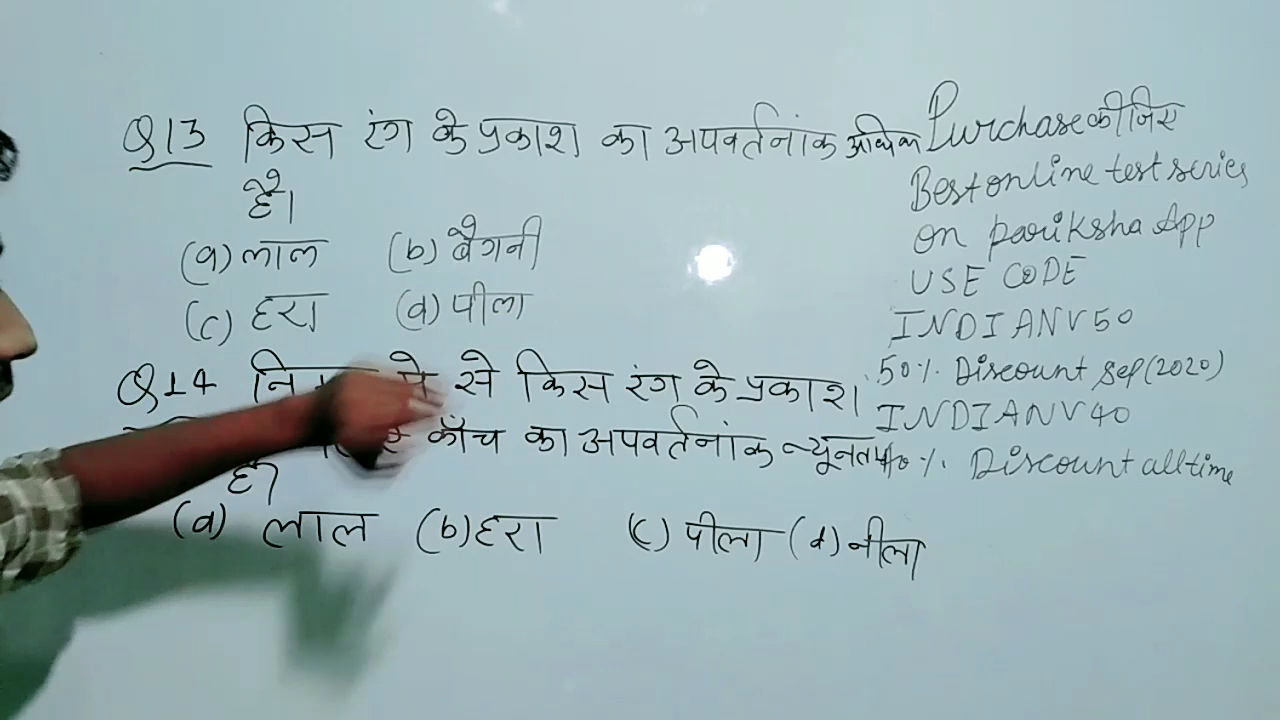 Q13 किस रंग के प्रकाश का अपवर्तनांक अधिक
है।
(a) लाल (b) बैगनी
(c) हरा (d) पीला
Q14 से किस रंग के प्रकाश
काँच का अपवर्तनांक न्यूनतम
है
(a) लाल (b) हरा (c) पीला (d) नीला
Purchase कीजिए
Best online test series
on pariksha App
USE CODE
INDIANV50
50% Discount Sep (2020)
INDIANV40
40% Discount all time